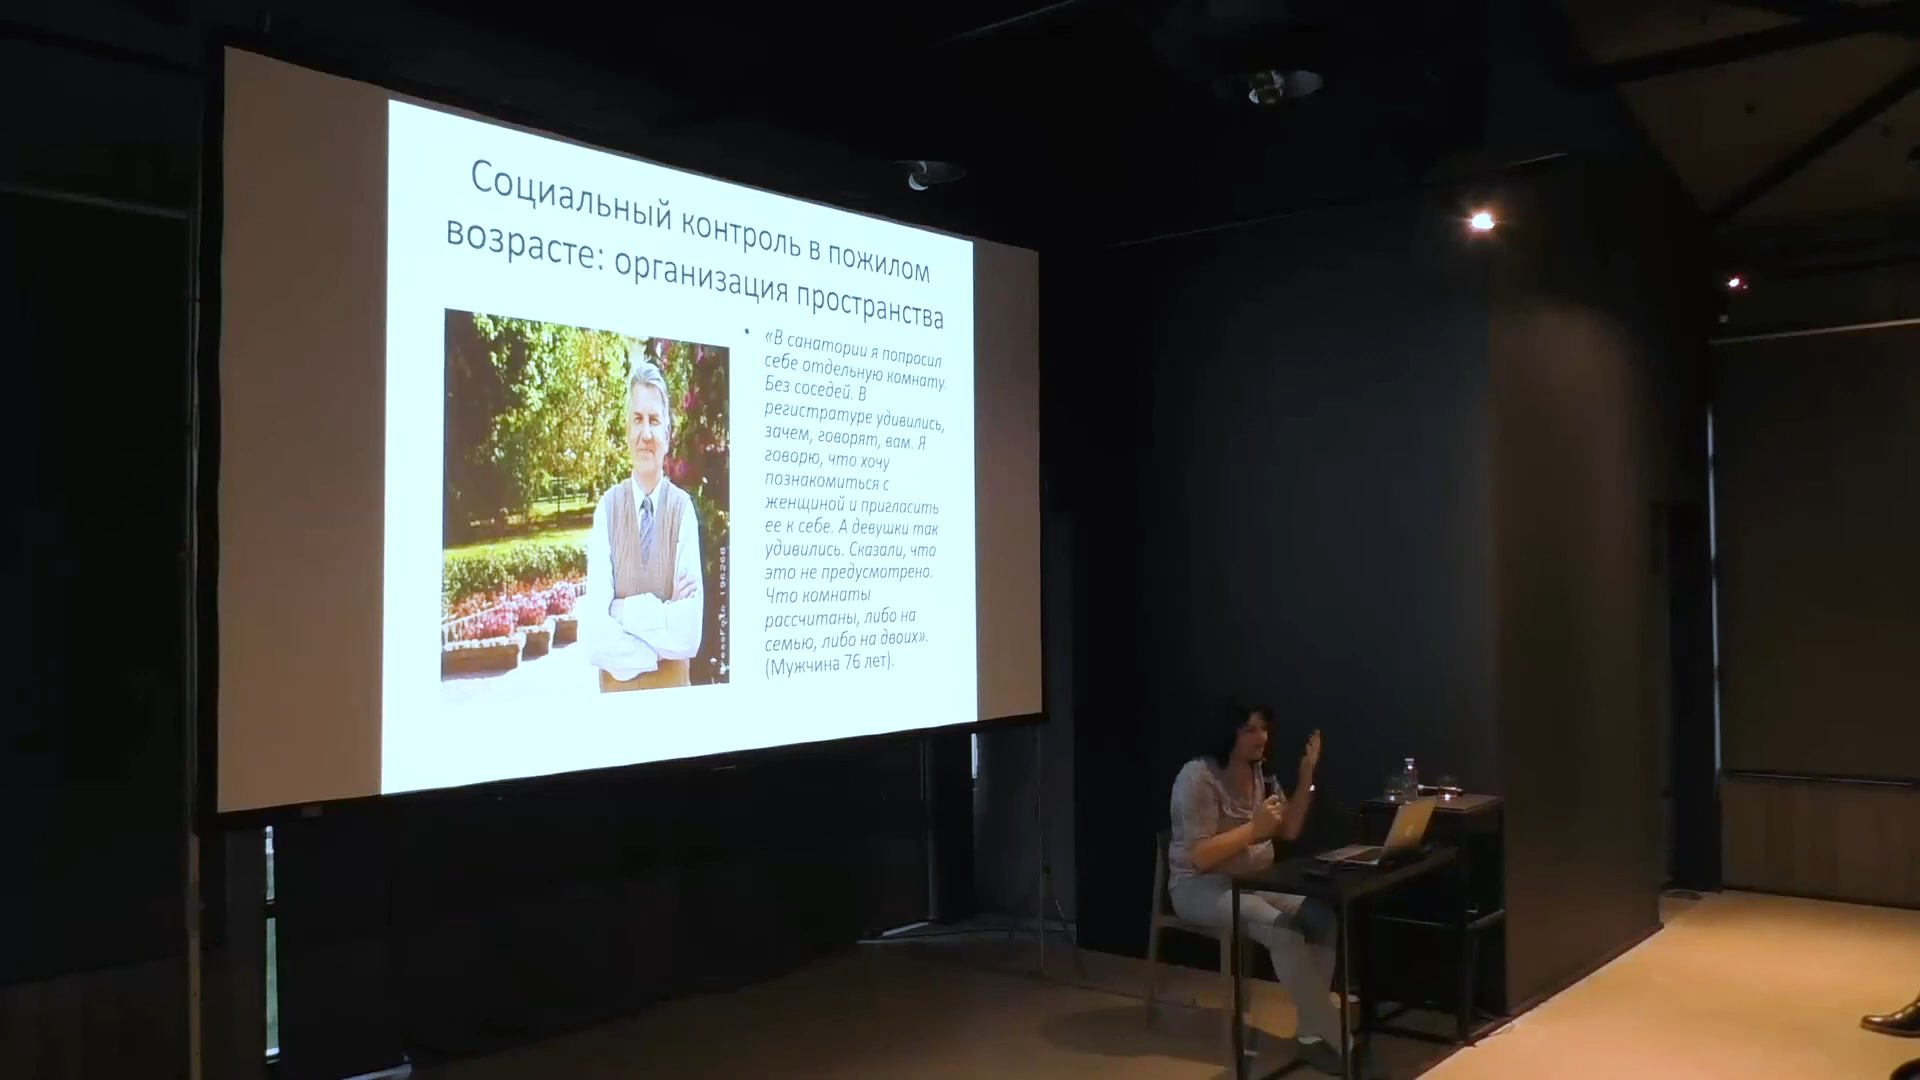 Социальный контроль в пожилом
возрасте: организация пространства
• «В санатории я попросил
себе отдельную комнату.
Без соседей. В
регистратуре удивились,
зачем, говорят, вам. Я
говорю, что хочу
познакомиться с
женщиной и пригласить
ее к себе. А девушки так
удивились. Сказали, что
это не предусмотрено.
Что комнаты
рассчитаны, либо на
семью, либо на двоих».
(Мужчина 76 лет).